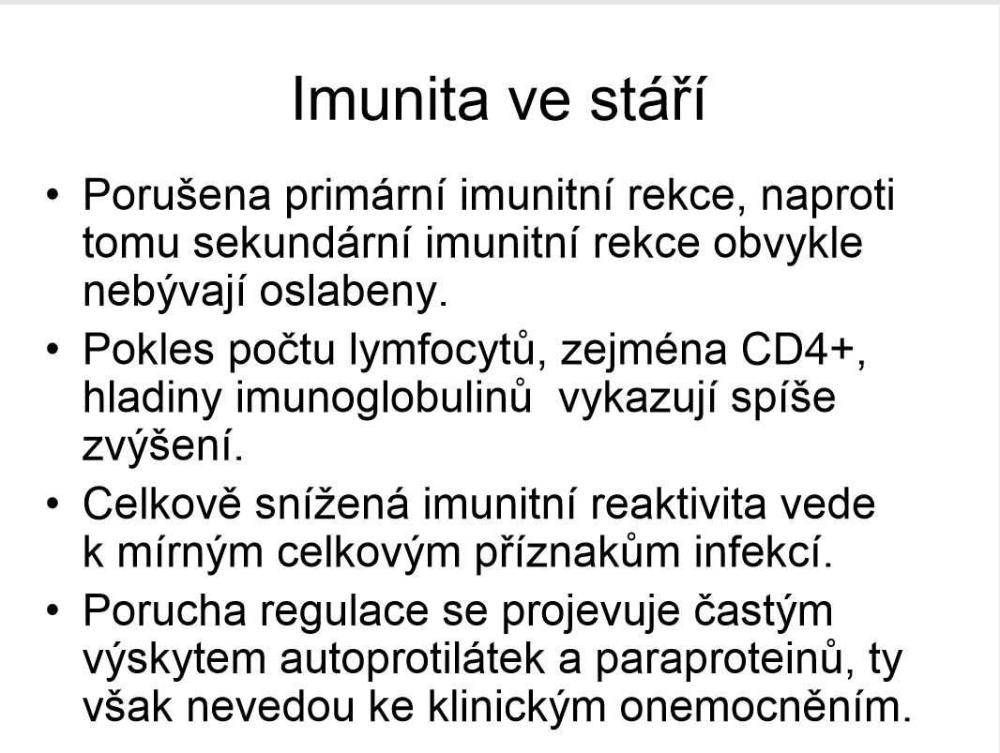 Imunita ve stáří
• Porušena primární imunitní rekce, naproti
tomu sekundární imunitní rekce obvykle
nebývají oslabeny.
• Pokles počtu lymfocytů, zejména CD4+,
hladiny imunoglobulinů  vykazují spíše
zvýšení.
• Celkově snížená imunitní reaktivita vede
k mírným celkovým příznakům infekcí.
• Porucha regulace se projevuje častým
výskytem autoprotilátek a paraproteinů, ty
však nevedou ke klinickým onemocněním.